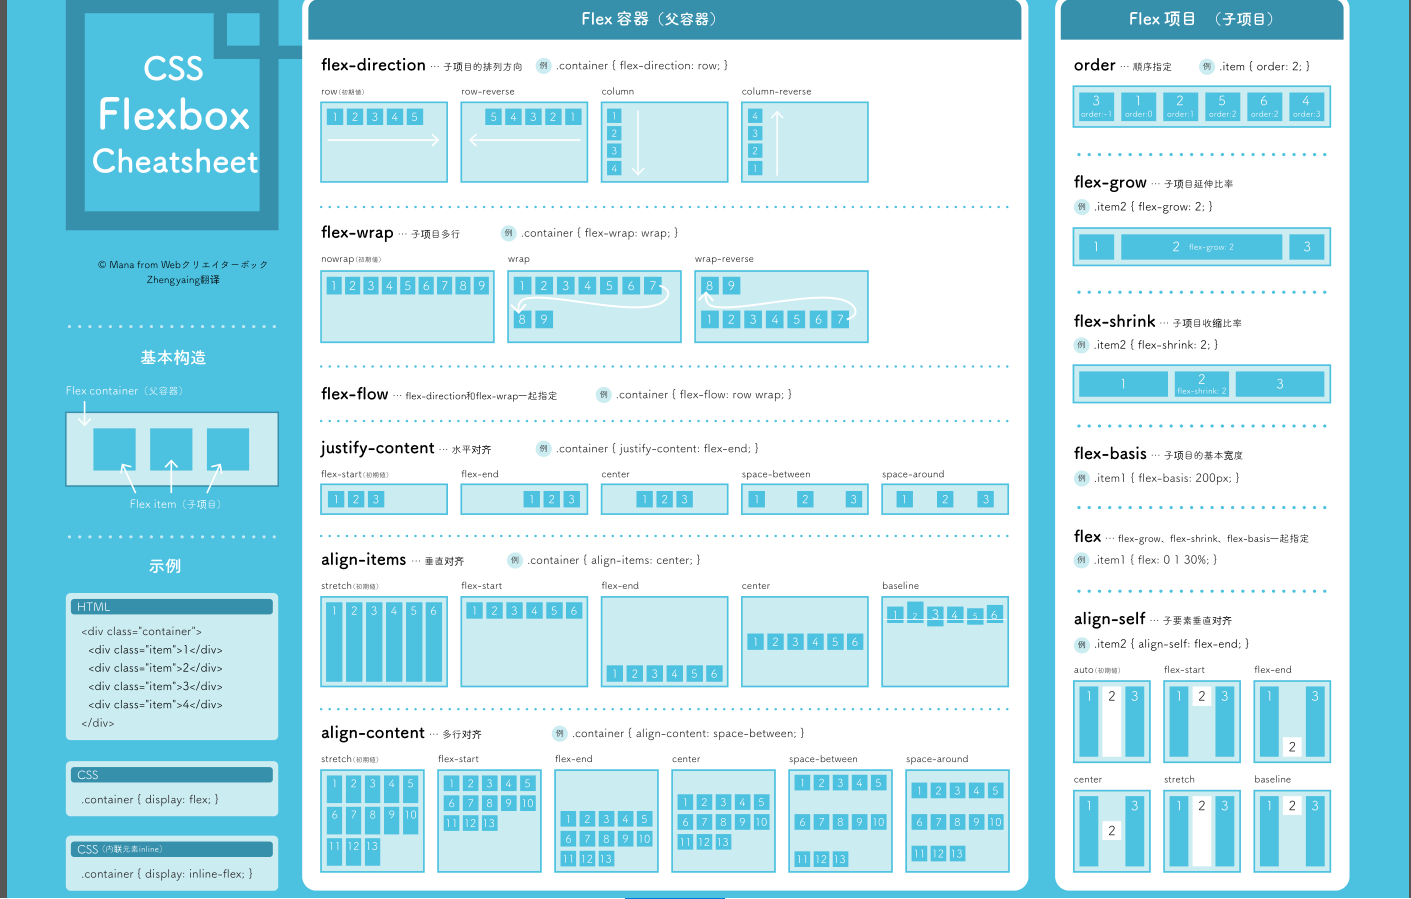 CSS
Flexbox
Cheatsheet
© Mana from Webクリエイターボックス
Zhengyaing翻译
基本构造
Flex container（父容器）
Flex item（子项目）
示例
HTML
<div class="container">
<div class="item">1</div>
<div class="item">2</div>
<div class="item">3</div>
<div class="item">4</div>
</div>
CSS
.container { display: flex; }
CSS（内联元素inline）
.container { display: inline-flex; }
Flex 容器（父容器）
flex-direction … 子项目的排列方向 例 .container { flex-direction: row; }
row（初期値） row-reverse column column-reverse
1 2 3 4 5
5 4 3 2 1
1
2
3
4
4
3
2
1
flex-wrap … 子项目多行 例 .container { flex-wrap: wrap; }
nowrap（初期値） wrap wrap-reverse
1 2 3 4 5 6 7 8 9
1 2 3 4 5 6 7
8 9
8 9
1 2 3 4 5 6 7
flex-flow … flex-direction和flex-wrap一起指定 例 .container { flex-flow: row wrap; }
justify-content … 水平对齐 例 .container { justify-content: flex-end; }
flex-start（初期値） flex-end center space-between space-around
1 2 3
1 2 3
1 2 3
1 2 3
1 2 3
align-items … 垂直对齐 例 .container { align-items: center; }
stretch（初期値） flex-start flex-end center baseline
1 2 3 4 5 6
1 2 3 4 5 6
1 2 3 4 5 6
1 2 3 4 5 6
1 2 3 4 5 6
align-content … 多行对齐 例 .container { align-content: space-between; }
stretch（初期値） flex-start flex-end center space-between space-around
1 2 3 4 5
6 7 8 9 10
11 12 13
1 2 3 4 5
6 7 8 9 10
11 12 13
1 2 3 4 5
6 7 8 9 10
11 12 13
1 2 3 4 5
6 7 8 9 10
11 12 13
1 2 3 4 5
6 7 8 9 10
11 12 13
1 2 3 4 5
6 7 8 9 10
11 12 13
Flex 项目 （子项目）
order … 顺序指定 例 .item { order: 2; }
3 1 2 5 6 4
order:-1 order:0 order:1 order:2 order:2 order:3
flex-grow … 子项目延伸比率
例 .item2 { flex-grow: 2; }
1 2 flex-grow: 2 3
flex-shrink … 子项目收缩比率
例 .item2 { flex-shrink: 2; }
1 2 3
flex-shrink: 2
flex-basis … 子项目的基本宽度
例 .item1 { flex-basis: 200px; }
flex … flex-grow、flex-shrink、flex-basis一起指定
例 .item1 { flex: 0 1 30%; }
align-self … 子要素垂直对齐
例 .item2 { align-self: flex-end; }
auto（初期値） flex-start flex-end
1 2 3
1 2 3
1 2 3
center stretch baseline
1 2 3
1 2 3
1 2 3